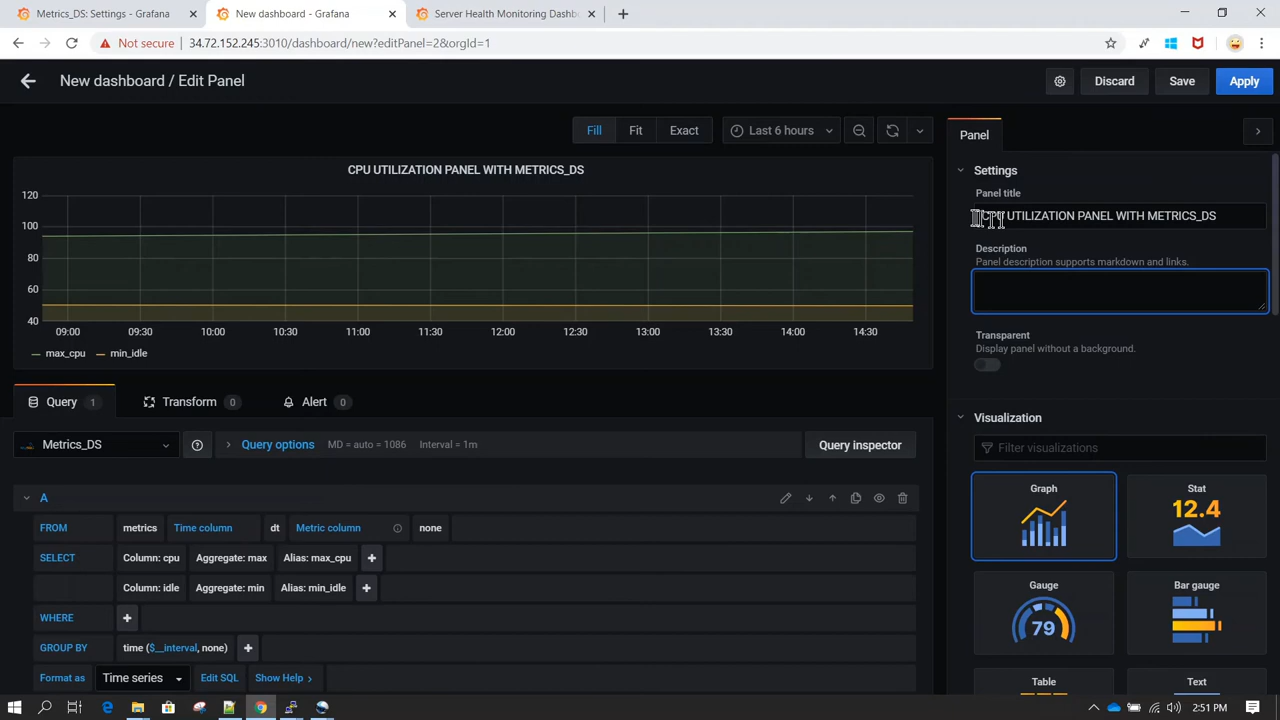 Metrics_DS: Settings - Grafana
New dashboard - Grafana
Server Health Monitoring Dashb
Not secure
34.72.152.245:3010/dashboard/new?editPanel=2&orgId=1
New dashboard / Edit Panel
Discard
Save
Apply
Fill
Fit
Exact
Last 6 hours
Panel
CPU UTILIZATION PANEL WITH METRICS_DS
120
100
80
60
40
09:00 09:30 10:00 10:30 11:00 11:30 12:00 12:30 13:00 13:30 14:00 14:30
max_cpu min_idle
Settings
Panel title
CPU UTILIZATION PANEL WITH METRICS_DS
Description
Panel description supports markdown and links.
Transparent
Display panel without a background.
Query 1
Transform 0
Alert 0
Metrics_DS
Query options
MD = auto = 1086
Interval = 1m
Query inspector
A
FROM metrics Time column dt Metric column none
SELECT Column: cpu Aggregate: max Alias: max_cpu +
Column: idle Aggregate: min Alias: min_idle +
WHERE +
GROUP BY time ($__interval, none) +
Format as Time series Edit SQL Show Help
Visualization
Filter visualizations
Graph
Stat
12.4
Gauge
79
Bar gauge
Table
Text
2:51 PM